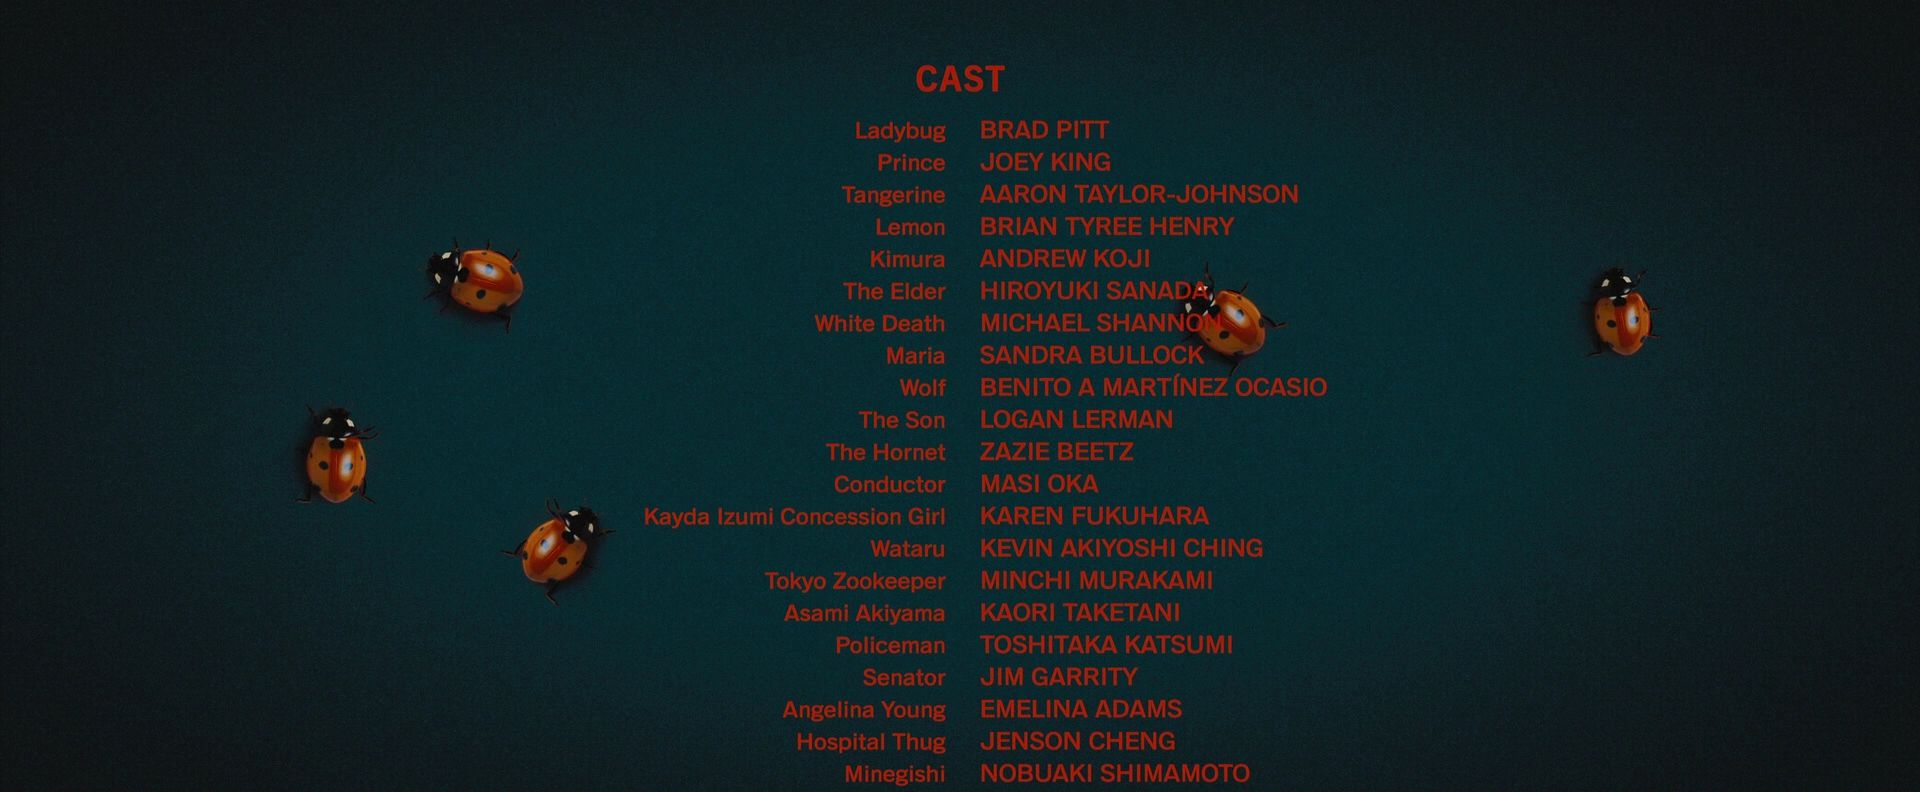 CAST
Ladybug BRAD PITT
Prince JOEY KING
Tangerine AARON TAYLOR-JOHNSON
Lemon BRIAN TYREE HENRY
Kimura ANDREW KOJI
The Elder HIROYUKI SANADA
White Death MICHAEL SHANNON
Maria SANDRA BULLOCK
Wolf BENITO A MARTÍNEZ OCASIO
The Son LOGAN LERMAN
The Hornet ZAZIE BEETZ
Conductor MASI OKA
Kayda Izumi Concession Girl KAREN FUKUHARA
Wataru KEVIN AKIYOSHI CHING
Tokyo Zookeeper MINCHI MURAKAMI
Asami Akiyama KAORI TAKETANI
Policeman TOSHITAKA KATSUMI
Senator JIM GARRITY
Angelina Young EMELINA ADAMS
Hospital Thug JENSON CHENG
Minegishi NOBUAKI SHIMAMOTO